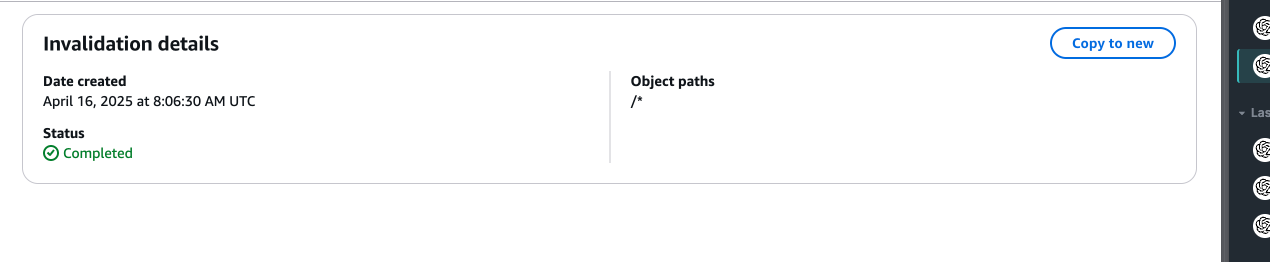 Invalidation details
Copy to new
Date created
April 16, 2025 at 8:06:30 AM UTC
Status
Completed
Object paths
/*
Las